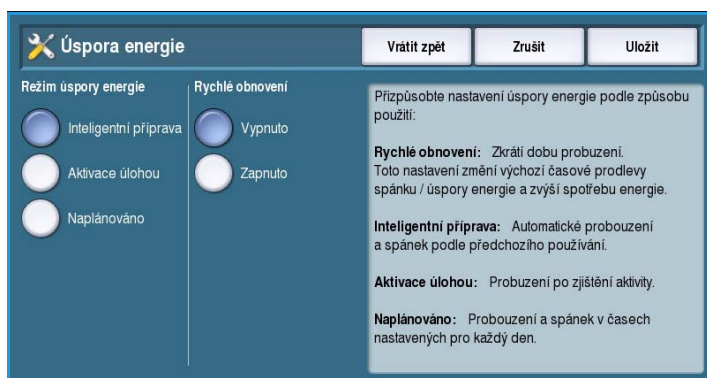 Úspora energie
Vrátit zpět
Zrušit
Uložit
Režim úspory energie
Inteligentní příprava
Aktivace úlohou
Naplánováno
Rychlé obnovení
Vypnuto
Zapnuto
Přizpůsobte nastavení úspory energie podle způsobu
použití:
Rychlé obnovení: Zkrátí dobu probuzení.
Toto nastavení změní výchozí časové prodlevy
spánku / úspory energie a zvýší spotřebu energie.
Inteligentní příprava: Automatické probouzení
a spánek podle předchozího používání.
Aktivace úlohou: Probuzení po zjištění aktivity.
Naplánováno: Probouzení a spánek v časech
nastavených pro každý den.